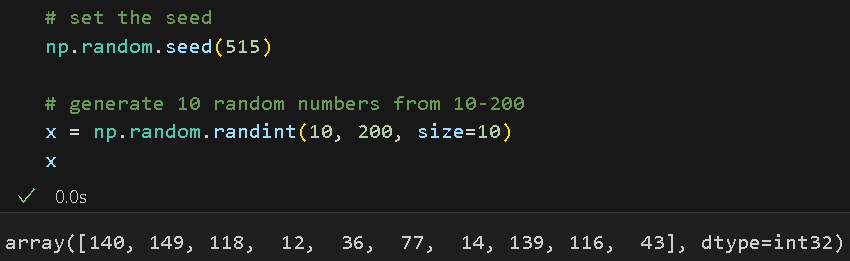 # set the seed
np.random.seed(515)
# generate 10 random numbers from 10-200
x = np.random.randint(10, 200, size=10)
x
0.0s
array([140, 149, 118,  12,  36,  77,  14, 139, 116,  43], dtype=int32)